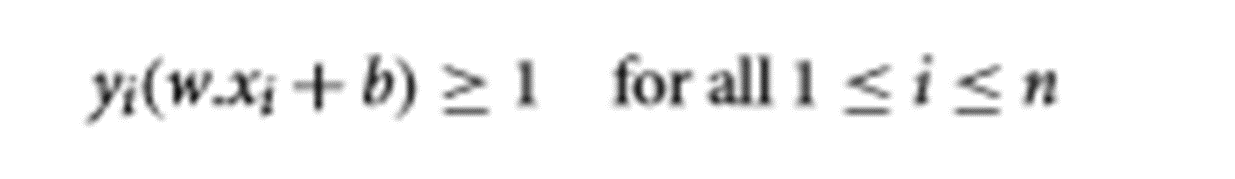 yᵢ(w.xᵢ + b) ≥ 1 for all 1 ≤ i ≤ n